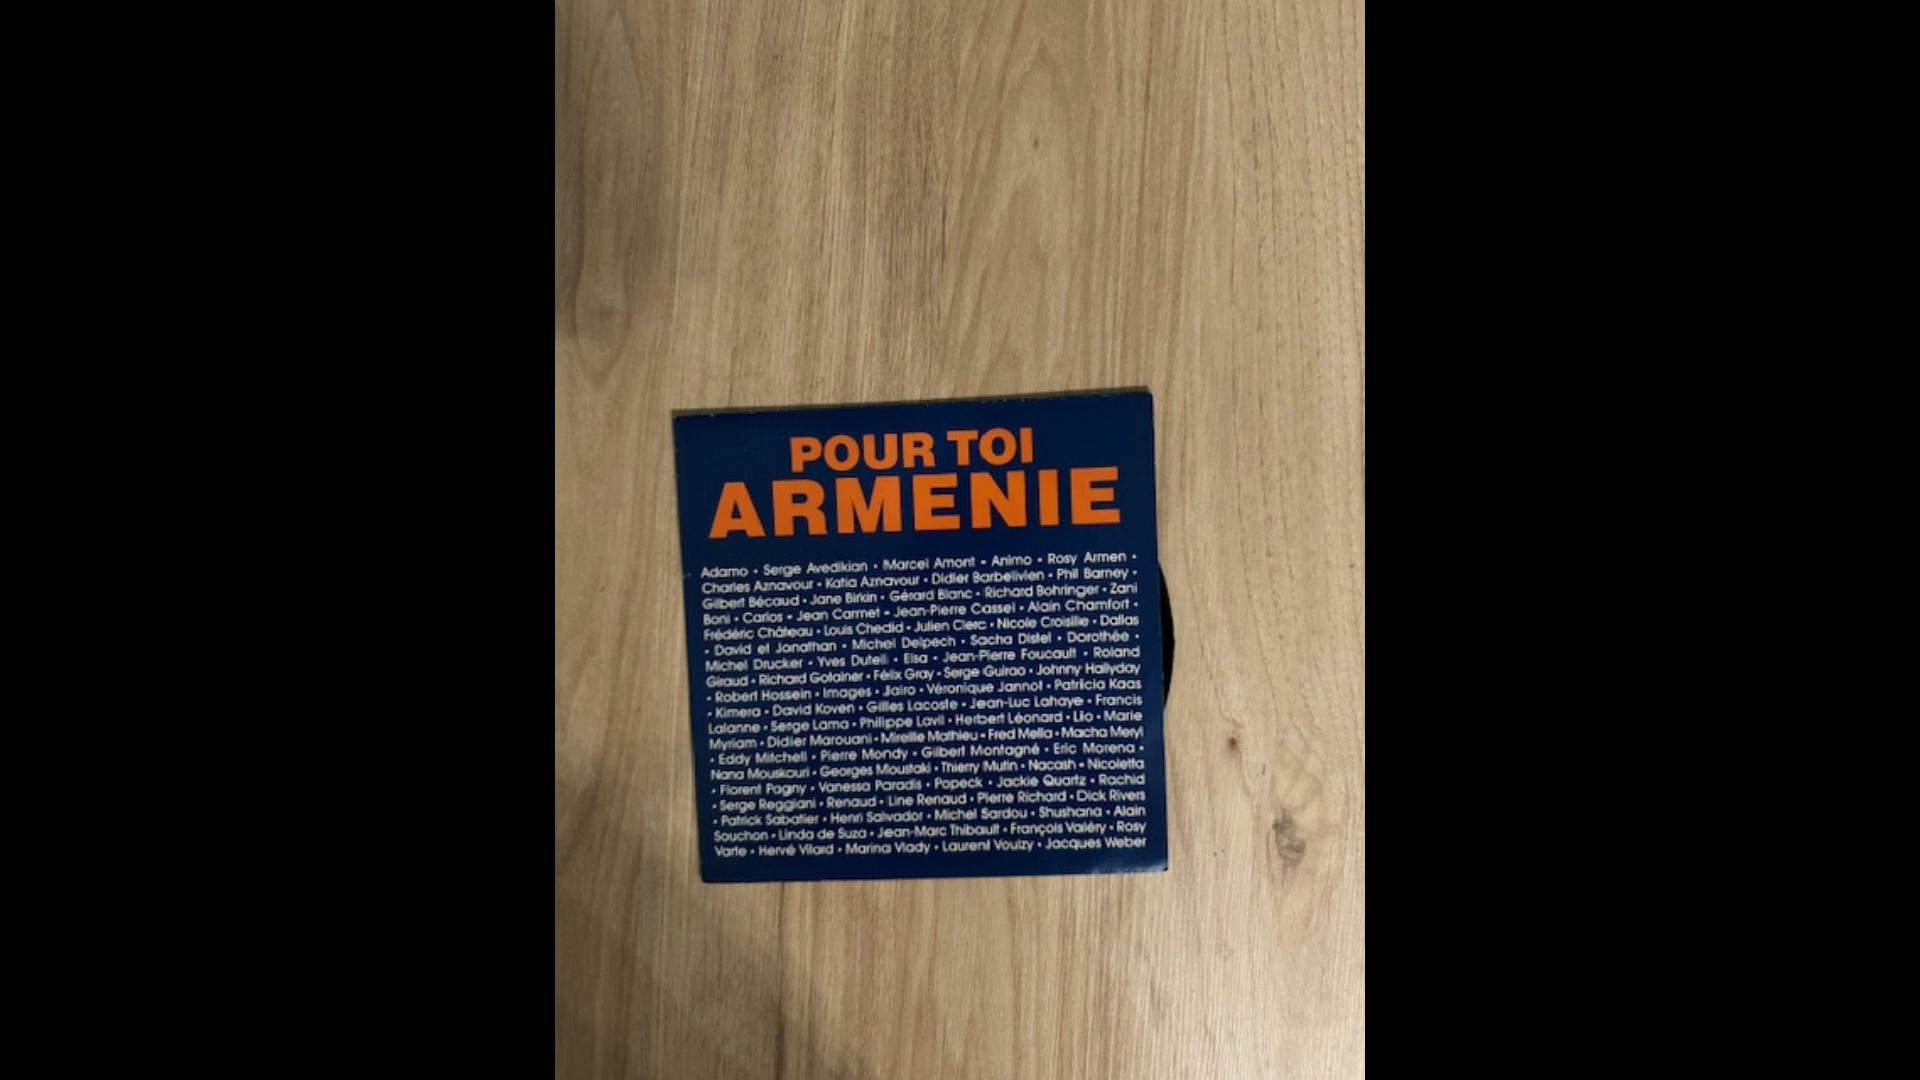 POUR TOI
ARMENIE
Adamo • Serge Avedikian • Marcel Amont • Animo • Rosy Armen •
Charles Aznavour • Katia Aznavour • Didier Barbelivien • Phil Barney •
Gilbert Bécaud • Jane Birkin • Gérard Blanc • Richard Bohringer • Zani
Boni • Carlos • Jean Carmet • Jean-Pierre Cassel • Alain Chamfort •
Frédéric Château • Louis Chedid • Julien Clerc • Nicole Croisille • Dallas
• David et Jonathan • Michel Delpech • Sacha Distel • Dorothée •
Michel Drucker • Yves Duteil • Elsa • Jean-Pierre Foucault • Roland
Giraud • Richard Gotainer • Félix Gray • Serge Guirao • Johnny Hallyday
• Robert Hossein • Images • Jairo • Véronique Jannot • Patricia Kaas
• Kimera • David Koven • Gilles Lacoste • Jean-Luc Lahaye • Francis
Lalanne • Serge Lama • Philippe Lavil • Herbert Léonard • Lio • Marie
Myriam • Didier Marouani • Mireille Mathieu • Fred Mella • Macha Meryl
• Eddy Mitchell • Pierre Mondy • Gilbert Montagné • Eric Morena •
Nana Mouskouri • Georges Moustaki • Thierry Mutin • Nacash • Nicoletta
• Florent Pagny • Vanessa Paradis • Popeck • Jackie Quartz • Rachid
• Serge Reggiani • Renaud • Line Renaud • Pierre Richard • Dick Rivers
• Patrick Sabatier • Henri Salvador • Michel Sardou • Shushana • Alain
Souchon • Linda de Suza • Jean-Marc Thibault • François Valéry • Rosy
Varte • Hervé Vilard • Marina Vlady • Laurent Voulzy • Jacques Weber